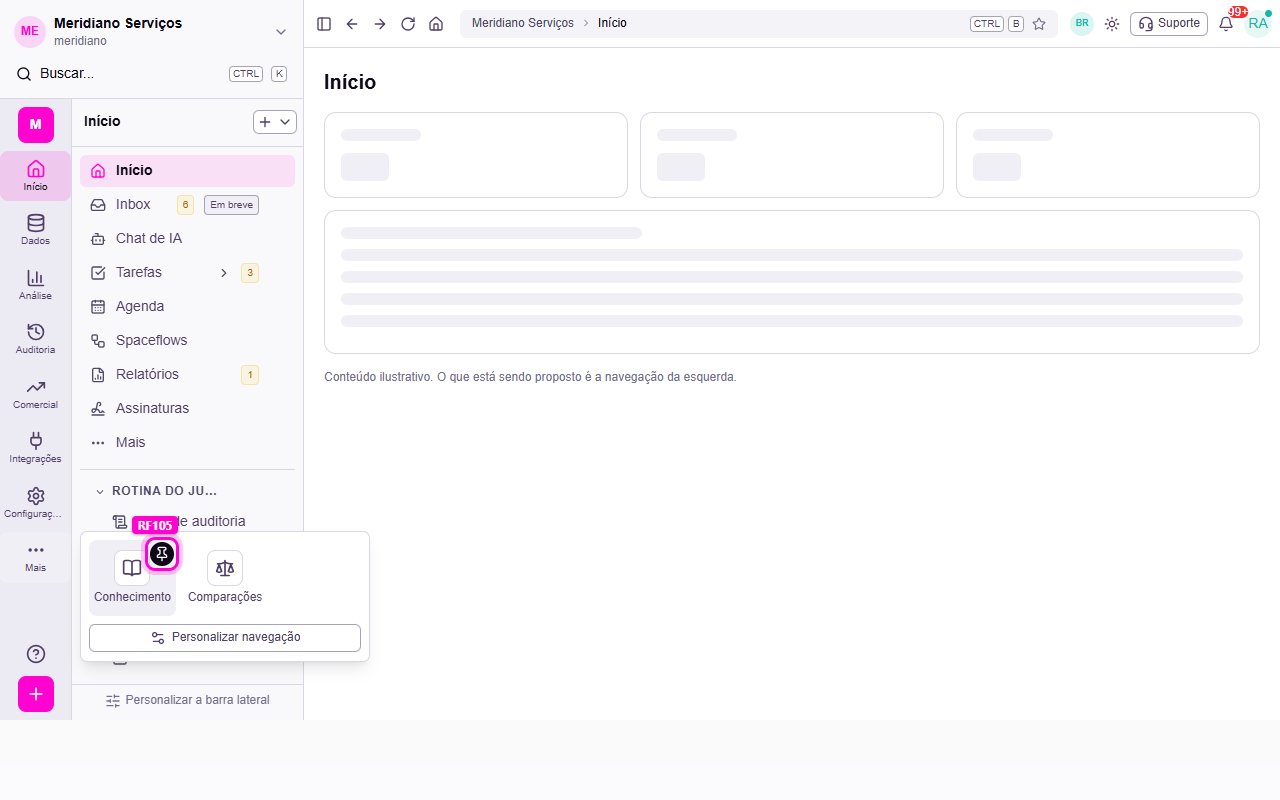 ME
Meridiano Serviços
meridiano
Buscar...
CTRL
K
Meridiano Serviços
Início
CTRL
B
BR
Suporte
99+
RA
M
Início
Dados
Análise
Auditoria
Comercial
Integrações
Configuraç...
Mais
Início
Início
Inbox
6
Em breve
Chat de IA
Tarefas
3
Agenda
Spaceflows
Relatórios
1
Assinaturas
Mais
ROTINA DO JU...
de auditoria
RF105
Conhecimento
Comparações
Personalizar navegação
Personalizar a barra lateral
Início
Conteúdo ilustrativo. O que está sendo proposto é a navegação da esquerda.